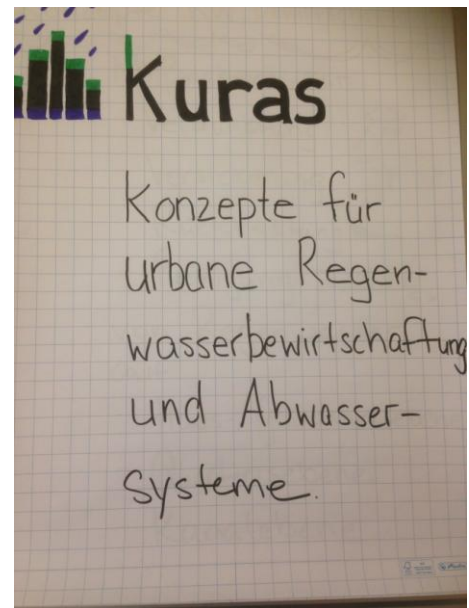 Kuras
Konzepte für
urbane Regen-
wasserbewirtschaftung
und Abwasser-
systeme.